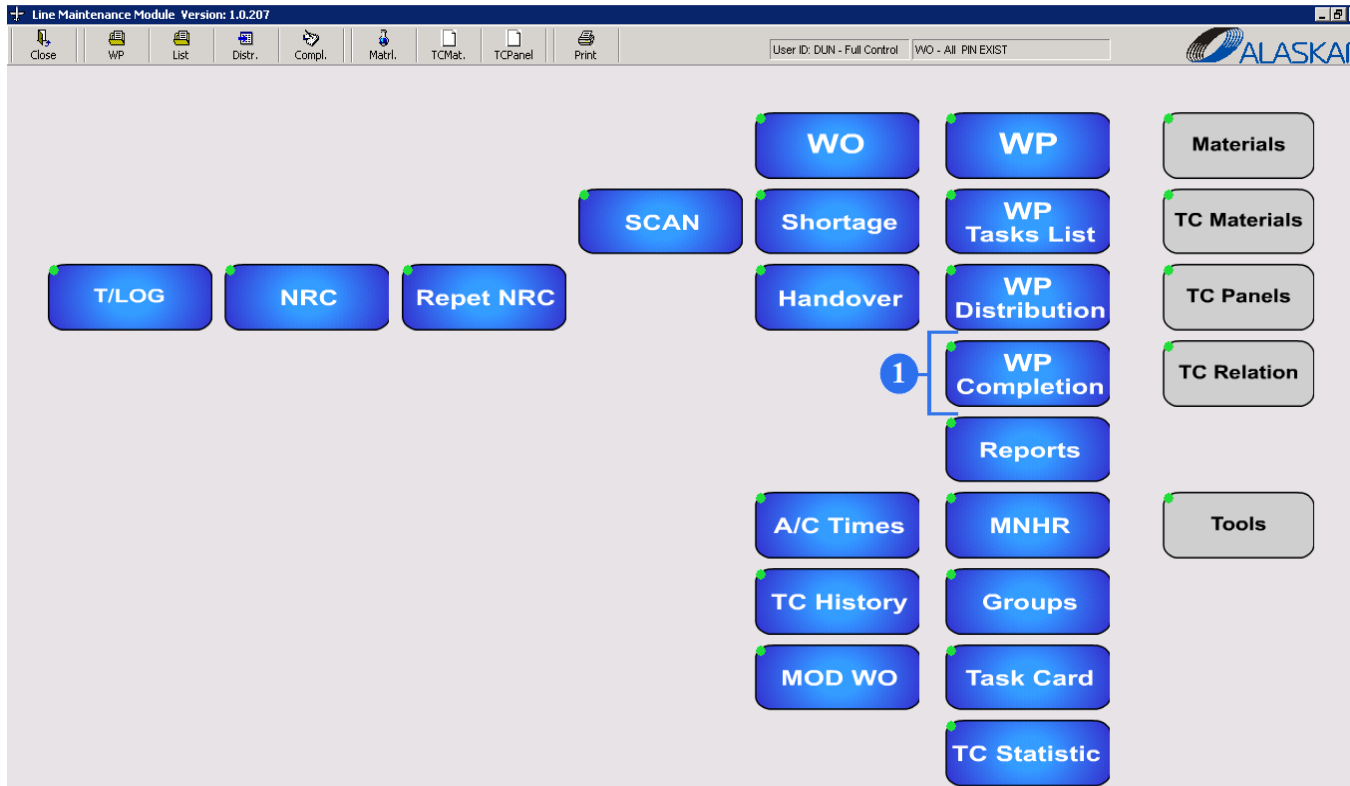 Line Maintenance Module Version: 1.0.207
Close WP List Distr. Compl. Matrl. TCMat. TCPanel Print
User ID: DUN - Full Control WO - All PIN EXIST
ALASKAR
WO WP Materials
SCAN Shortage WP
Tasks List TC Materials
T/LOG NRC Repet NRC Handover WP
Distribution TC Panels
1 WP
Completion TC Relation
Reports
A/C Times MNHR Tools
TC History Groups
MOD WO Task Card
TC Statistic